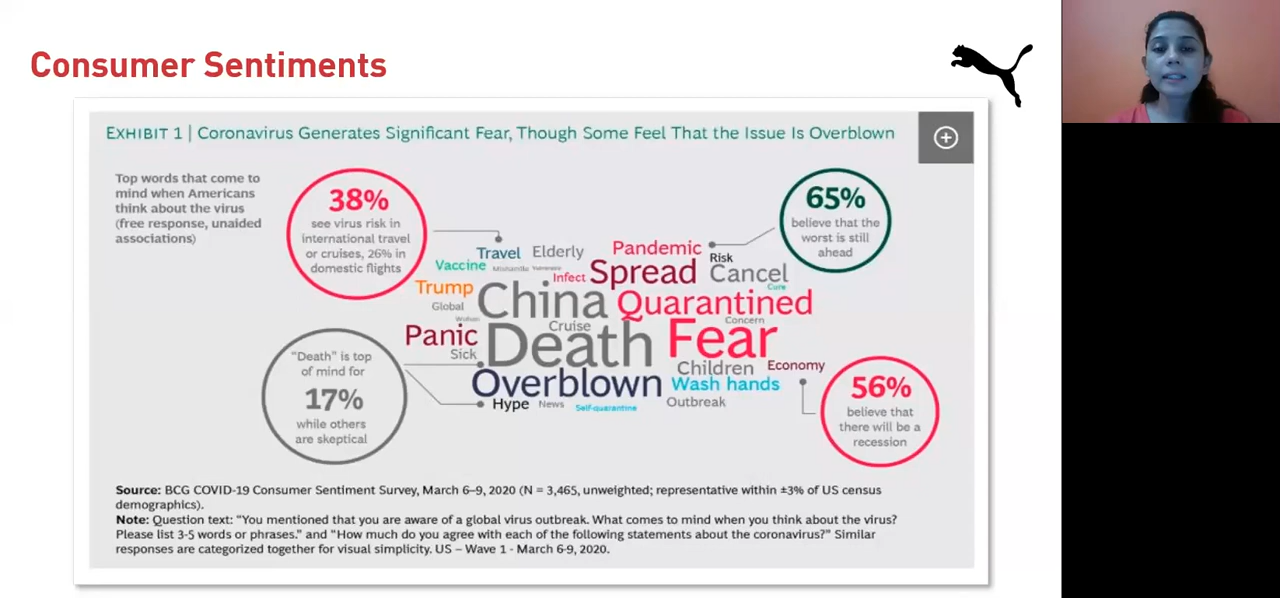 Consumer Sentiments
EXHIBIT 1 | Coronavirus Generates Significant Fear, Though Some Feel That the Issue Is Overblown
Top words that come to
mind when Americans
think about the virus
(free response, unaided
associations)
38%
see virus risk in
international travel
or cruises, 26% in
domestic flights
65%
believe that the
worst is still
ahead
Travel Elderly Pandemic Risk
Vaccine Infect Spread Cancel
Cure
Trump China Quarantined
Global
Concern
Panic Cruise Death Fear
Sick
Children Economy
Overblown Wash hands
Hype News Self-quarantine Outbreak
"Death" is top
of mind for
17%
while others
are skeptical
56%
believe that
there will be a
recession
Source: BCG COVID-19 Consumer Sentiment Survey, March 6–9, 2020 (N = 3,465, unweighted; representative within ±3% of US census
demographics).
Note: Question text: "You mentioned that you are aware of a global virus outbreak. What comes to mind when you think about the virus?
Please list 3-5 words or phrases." and "How much do you agree with each of the following statements about the coronavirus?" Similar
responses are categorized together for visual simplicity. US – Wave 1 - March 6-9, 2020.